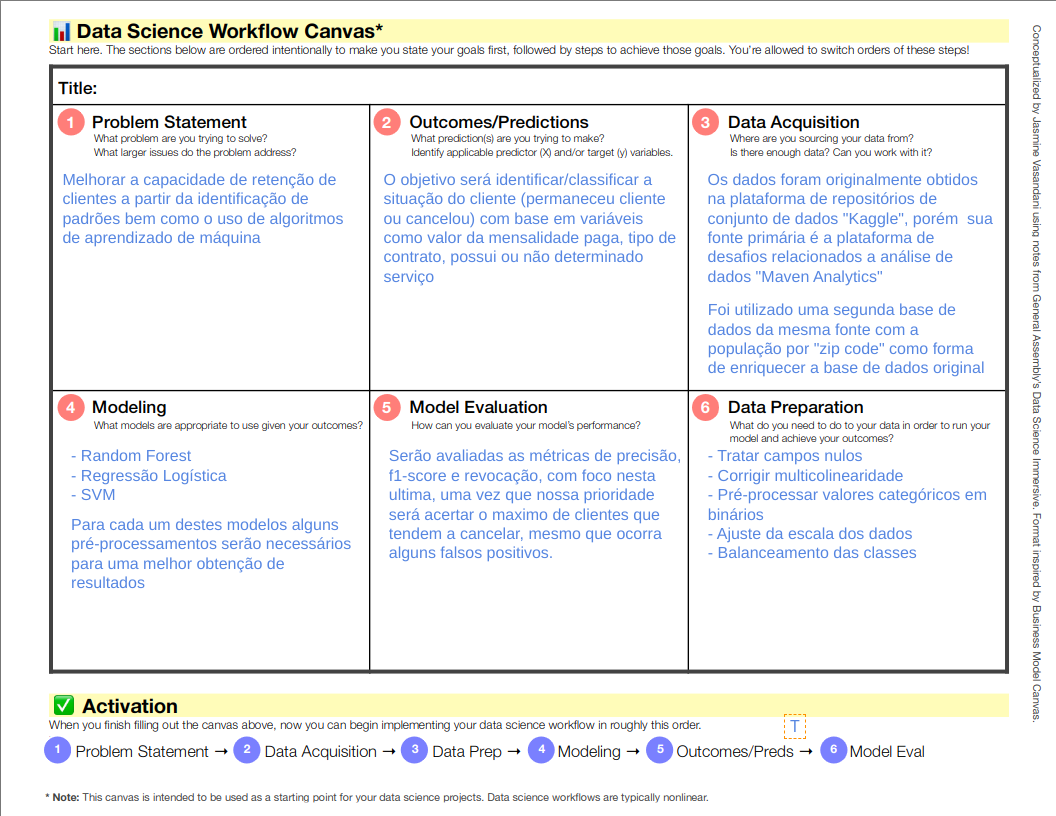 📊 Data Science Workflow Canvas*
Start here. The sections below are ordered intentionally to make you state your goals first, followed by steps to achieve those goals. You're allowed to switch orders of these steps!
Title:
1 Problem Statement
What problem are you trying to solve?
What larger issues do the problem address?
Melhorar a capacidade de retenção de
clientes a partir da identificação de
padrões bem como o uso de algoritmos
de aprendizado de máquina
2 Outcomes/Predictions
What prediction(s) are you trying to make?
Identify applicable predictor (X) and/or target (y) variables.
O objetivo será identificar/classificar a
situação do cliente (permaneceu cliente
ou cancelou) com base em variáveis
como valor da mensalidade paga, tipo de
contrato, possui ou não determinado
serviço
3 Data Acquisition
Where are you sourcing your data from?
Is there enough data? Can you work with it?
Os dados foram originalmente obtidos
na plataforma de repositórios de
conjunto de dados "Kaggle", porém sua
fonte primária é a plataforma de
desafios relacionados a análise de
dados "Maven Analytics"
Foi utilizado uma segunda base de
dados da mesma fonte com a
população por "zip code" como forma
de enriquecer a base de dados original
4 Modeling
What models are appropriate to use given your outcomes?
- Random Forest
- Regressão Logística
- SVM
Para cada um destes modelos alguns
pré-processamentos serão necessários
para uma melhor obtenção de
resultados
5 Model Evaluation
How can you evaluate your model's performance?
Serão avaliadas as métricas de precisão,
f1-score e revocação, com foco nesta
ultima, uma vez que nossa prioridade
será acertar o maximo de clientes que
tendem a cancelar, mesmo que ocorra
alguns falsos positivos.
6 Data Preparation
What do you need to do to your data in order to run your
model and achieve your outcomes?
- Tratar campos nulos
- Corrigir multicolinearidade
- Pré-processar valores categóricos em
binários
- Ajuste da escala dos dados
- Balanceamento das classes
✅ Activation
When you finish filling out the canvas above, now you can begin implementing your data science workflow in roughly this order.
T
1 Problem Statement → 2 Data Acquisition → 3 Data Prep → 4 Modeling → 5 Outcomes/Preds → 6 Model Eval
* Note: This canvas is intended to be used as a starting point for your data science projects. Data science workflows are typically nonlinear.
Conceptualized by Jasmine Vasandani using notes from General Assembly's Data Science Immersive. Format inspired by Business Model Canvas.